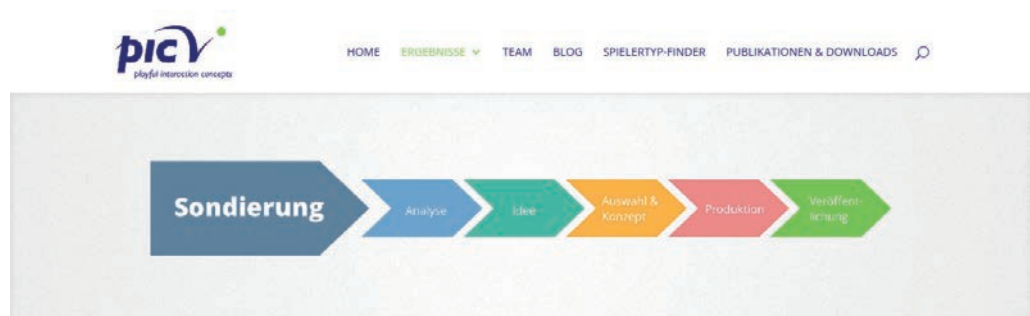 pic
playful interaction concepts
HOME ERGEBNISSE TEAM BLOG SPIELERTYP-FINDER PUBLIKATIONEN & DOWNLOADS
Sondierung
Analyse
Idee
Auswahl &
Konzept
Produktion
Veröffent-
lichung